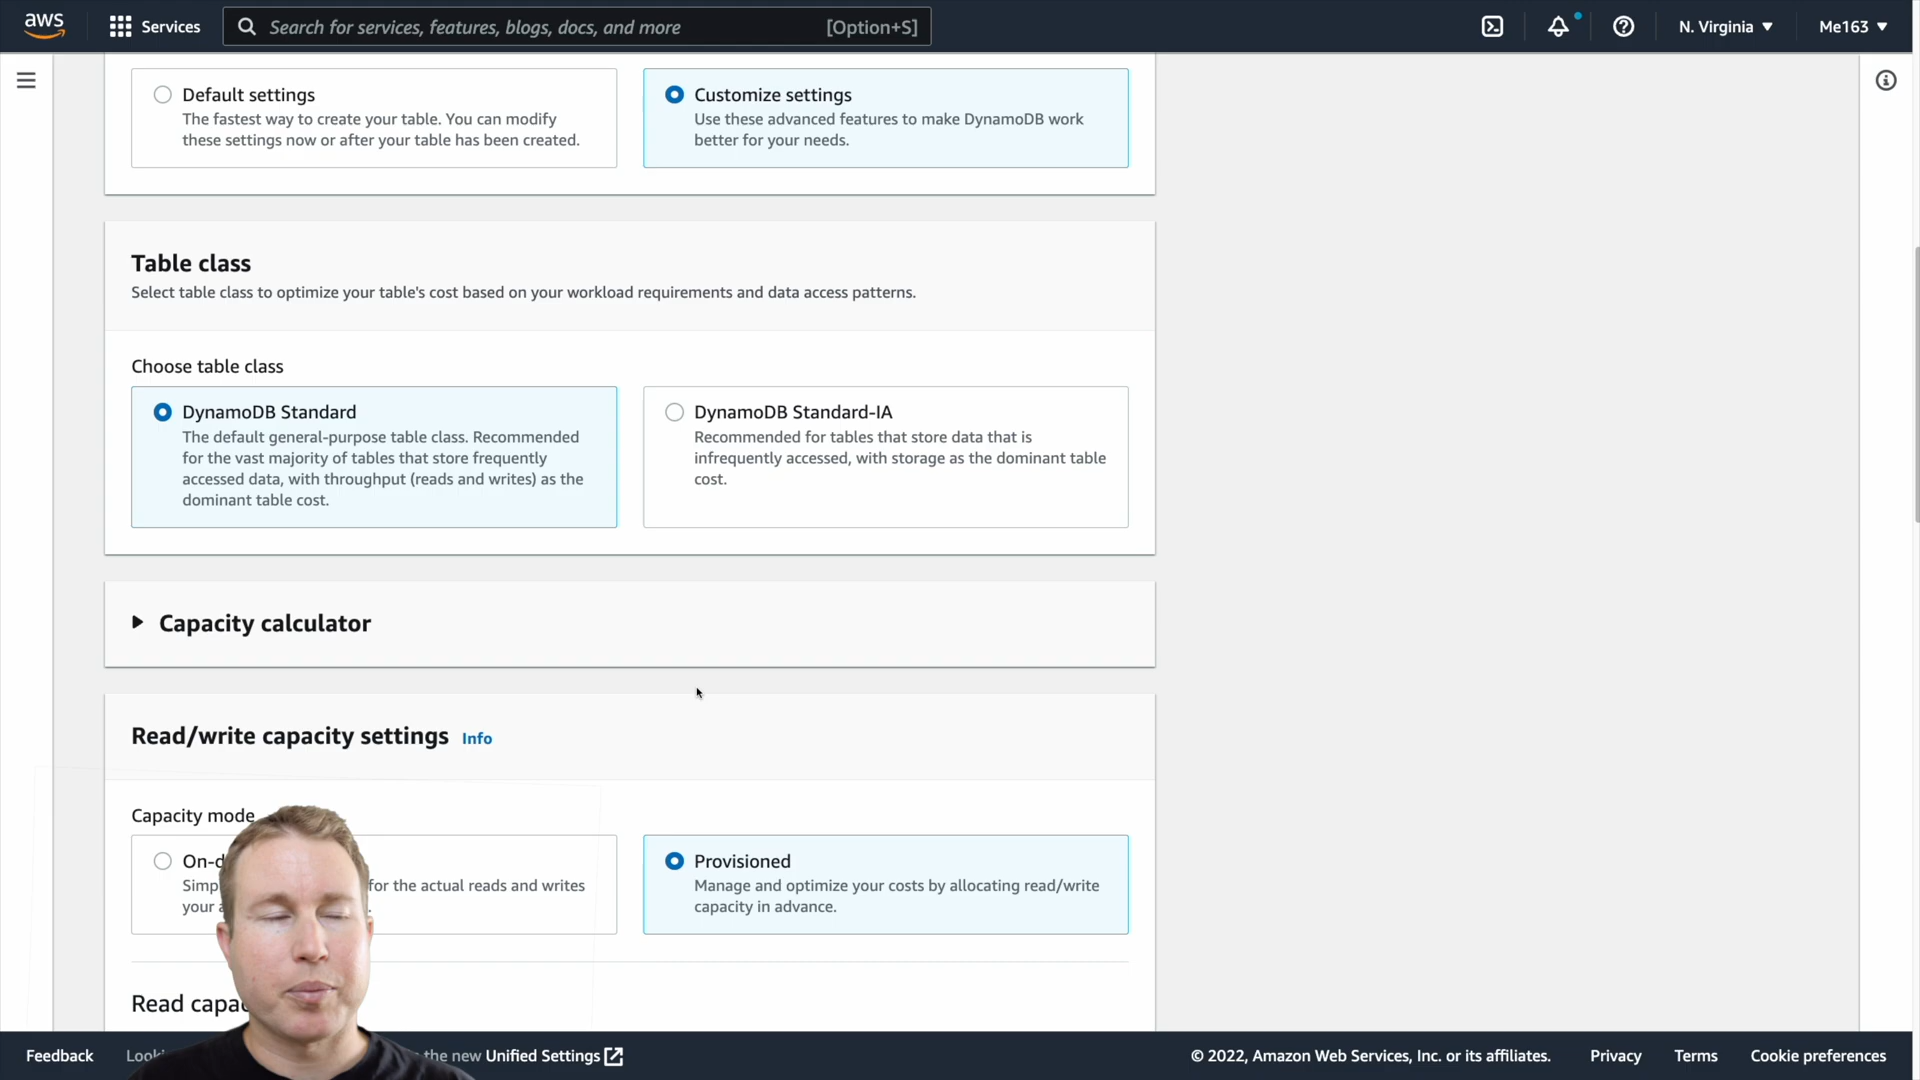 aws
Services
Search for services, features, blogs, docs, and more
[Option+S]
N. Virginia
Me163
Default settings
The fastest way to create your table. You can modify
these settings now or after your table has been created.
Customize settings
Use these advanced features to make DynamoDB work
better for your needs.
Table class
Select table class to optimize your table's cost based on your workload requirements and data access patterns.
Choose table class
DynamoDB Standard
The default general-purpose table class. Recommended
for the vast majority of tables that store frequently
accessed data, with throughput (reads and writes) as the
dominant table cost.
DynamoDB Standard-IA
Recommended for tables that store data that is
infrequently accessed, with storage as the dominant table
cost.
Capacity calculator
Read/write capacity settings Info
Capacity mode
for the actual reads and writes
your
Provisioned
Manage and optimize your costs by allocating read/write
capacity in advance.
Read
Feedback
the new Unified Settings
© 2022, Amazon Web Services, Inc. or its affiliates.
Privacy
Terms
Cookie preferences